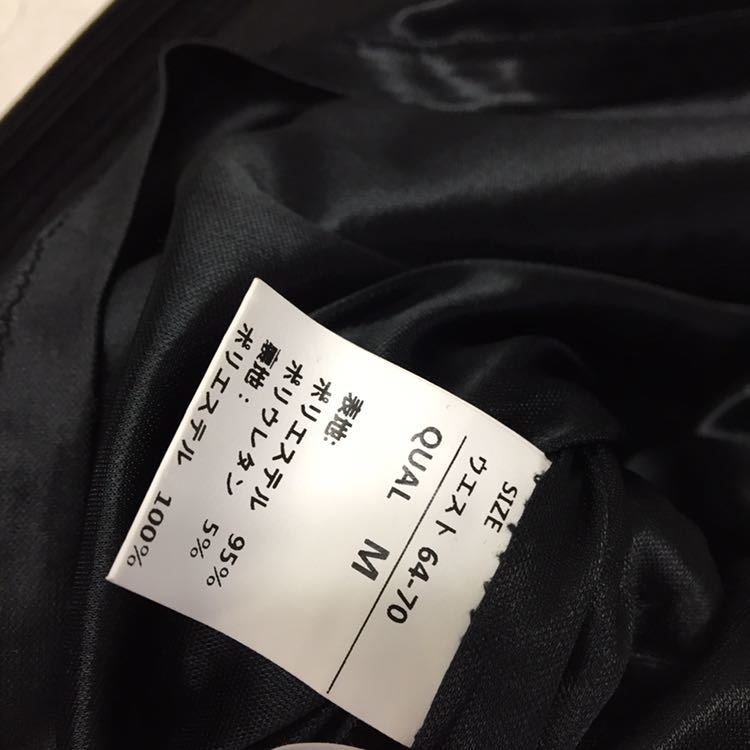 SIZE
ウエスト 64-70
M
QUAL
表地:
ポリエステル 95%
ポリウレタン 5%
裏地:
ポリエステル 100%